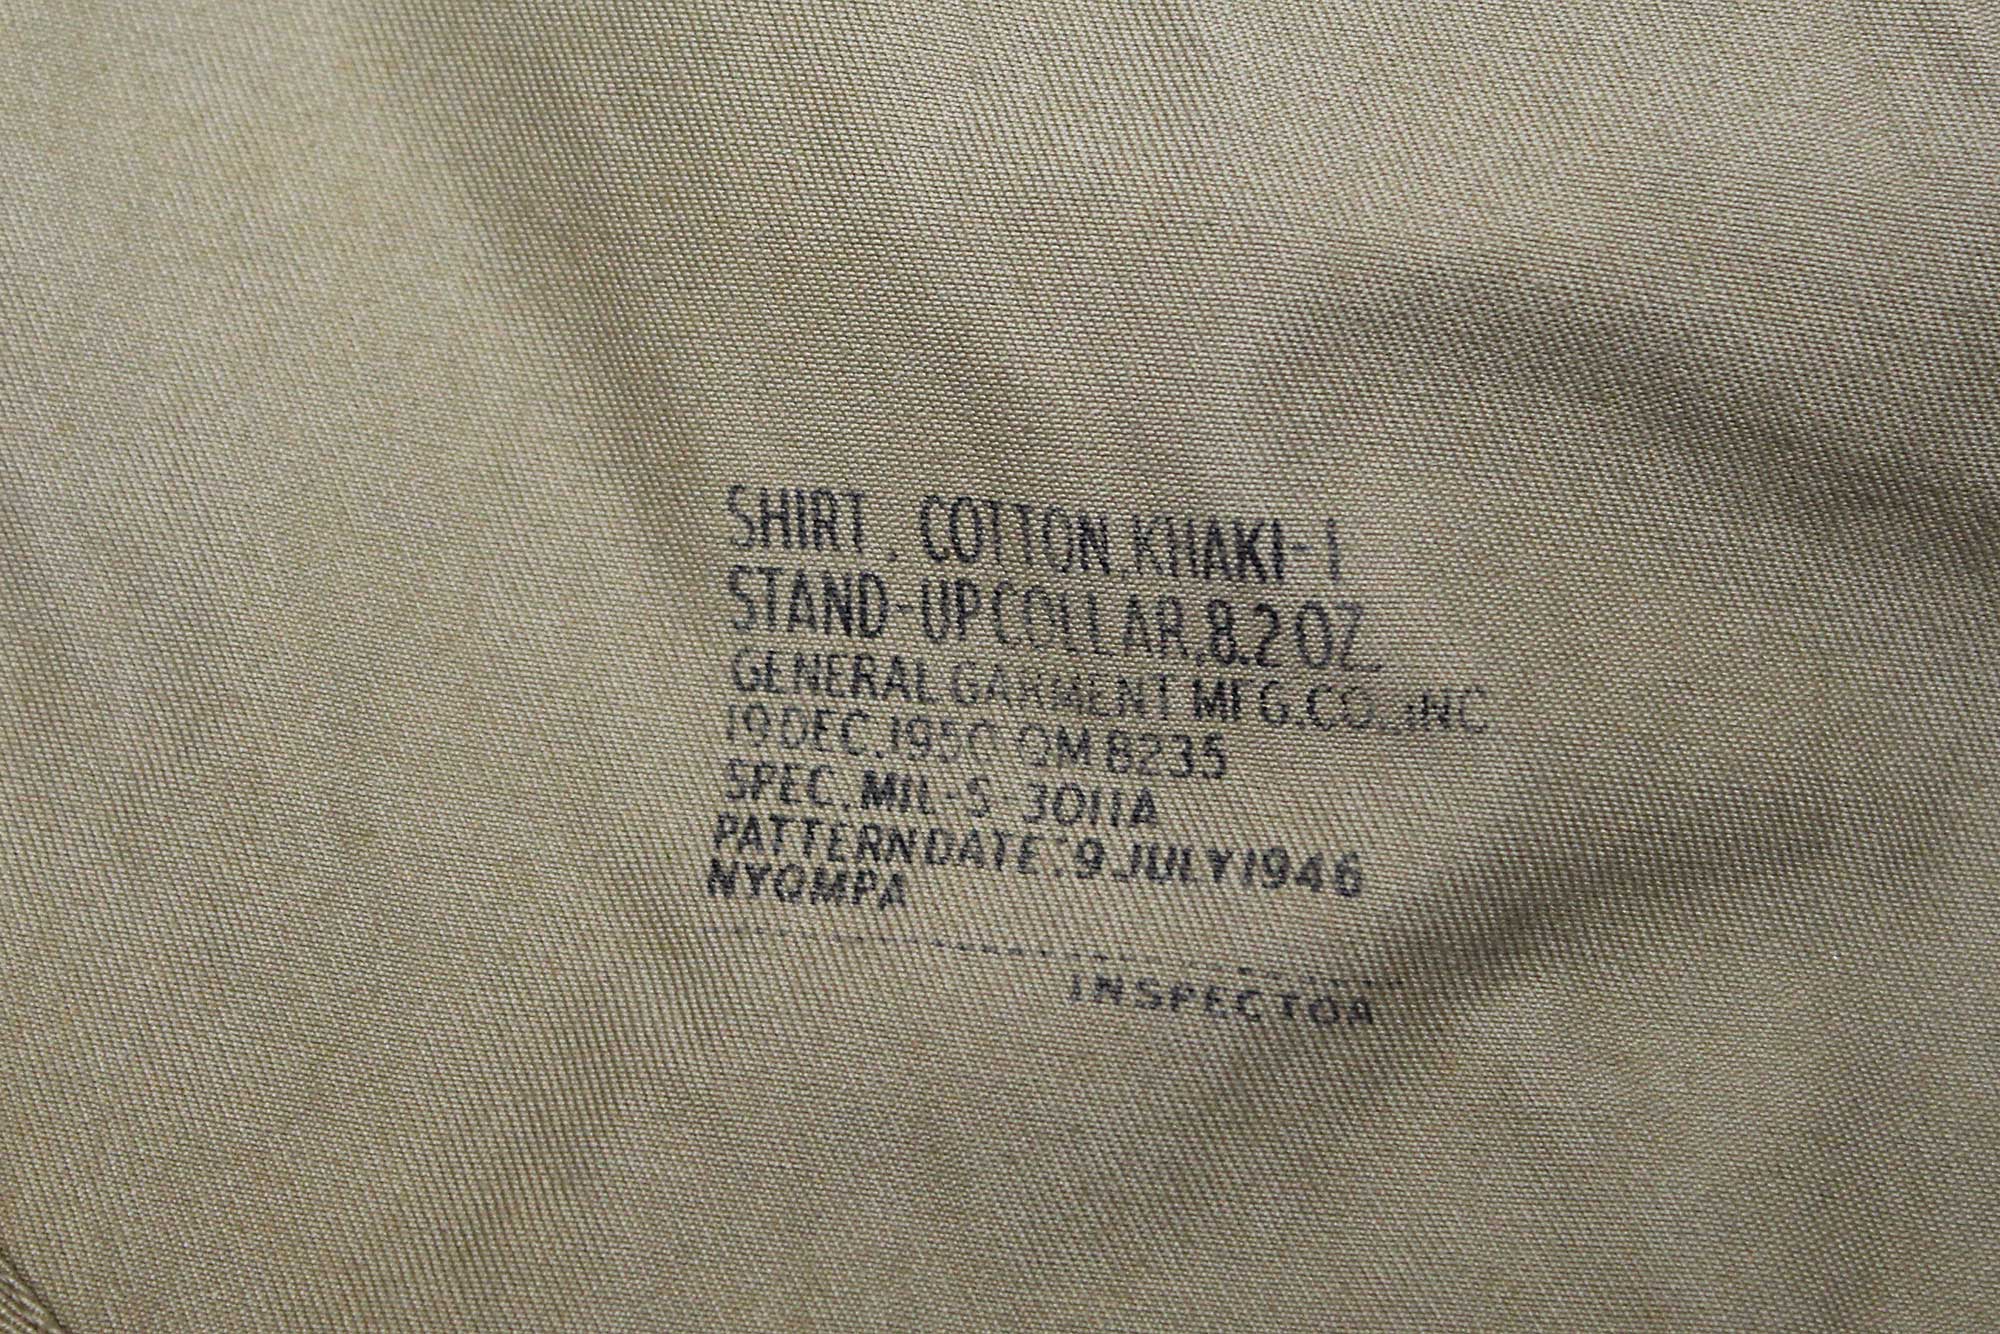 SHIRT, COTTON, KHAKI-1
STAND-UP COLLAR, 8.2 OZ.
GENERAL GARMENT MFG. CO., INC
19 DEC. 1950 QM 8235
SPEC. MIL-S-3011A
PATTERN DATE: 9 JULY 1946
NYQMPA
INSPECTOR